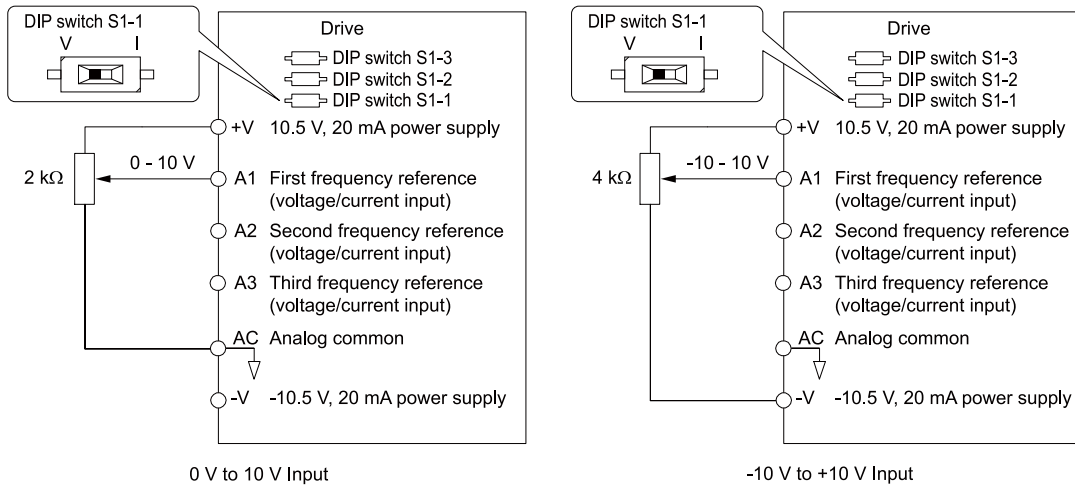 DIP switch S1-1
V I
Drive
DIP switch S1-3
DIP switch S1-2
DIP switch S1-1
+V 10.5 V, 20 mA power supply
2 kΩ
0 - 10 V
A1 First frequency reference
(voltage/current input)
A2 Second frequency reference
(voltage/current input)
A3 Third frequency reference
(voltage/current input)
AC Analog common
-V -10.5 V, 20 mA power supply
0 V to 10 V Input
DIP switch S1-1
V I
Drive
DIP switch S1-3
DIP switch S1-2
DIP switch S1-1
+V 10.5 V, 20 mA power supply
4 kΩ
-10 - 10 V
A1 First frequency reference
(voltage/current input)
A2 Second frequency reference
(voltage/current input)
A3 Third frequency reference
(voltage/current input)
AC Analog common
-V -10.5 V, 20 mA power supply
-10 V to +10 V Input